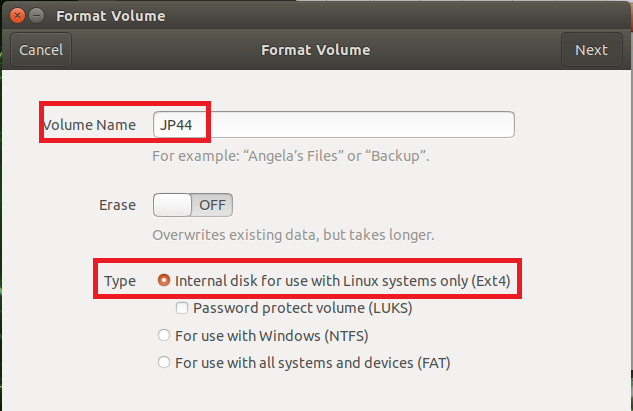 Format Volume
Cancel Format Volume Next
Volume Name JP44
For example: “Angela’s Files” or “Backup”.
Erase OFF
Overwrites existing data, but takes longer.
Type Internal disk for use with Linux systems only (Ext4)
Password protect volume (LUKS)
For use with Windows (NTFS)
For use with all systems and devices (FAT)